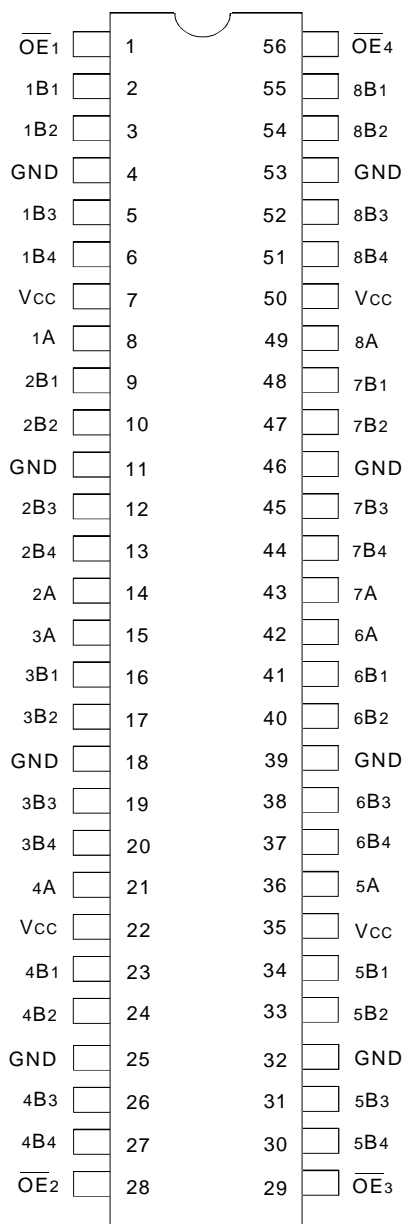 O̅E̅1 1 56 O̅E̅4
1B1 2 55 8B1
1B2 3 54 8B2
GND 4 53 GND
1B3 5 52 8B3
1B4 6 51 8B4
VCC 7 50 VCC
1A 8 49 8A
2B1 9 48 7B1
2B2 10 47 7B2
GND 11 46 GND
2B3 12 45 7B3
2B4 13 44 7B4
2A 14 43 7A
3A 15 42 6A
3B1 16 41 6B1
3B2 17 40 6B2
GND 18 39 GND
3B3 19 38 6B3
3B4 20 37 6B4
4A 21 36 5A
VCC 22 35 VCC
4B1 23 34 5B1
4B2 24 33 5B2
GND 25 32 GND
4B3 26 31 5B3
4B4 27 30 5B4
O̅E̅2 28 29 O̅E̅3